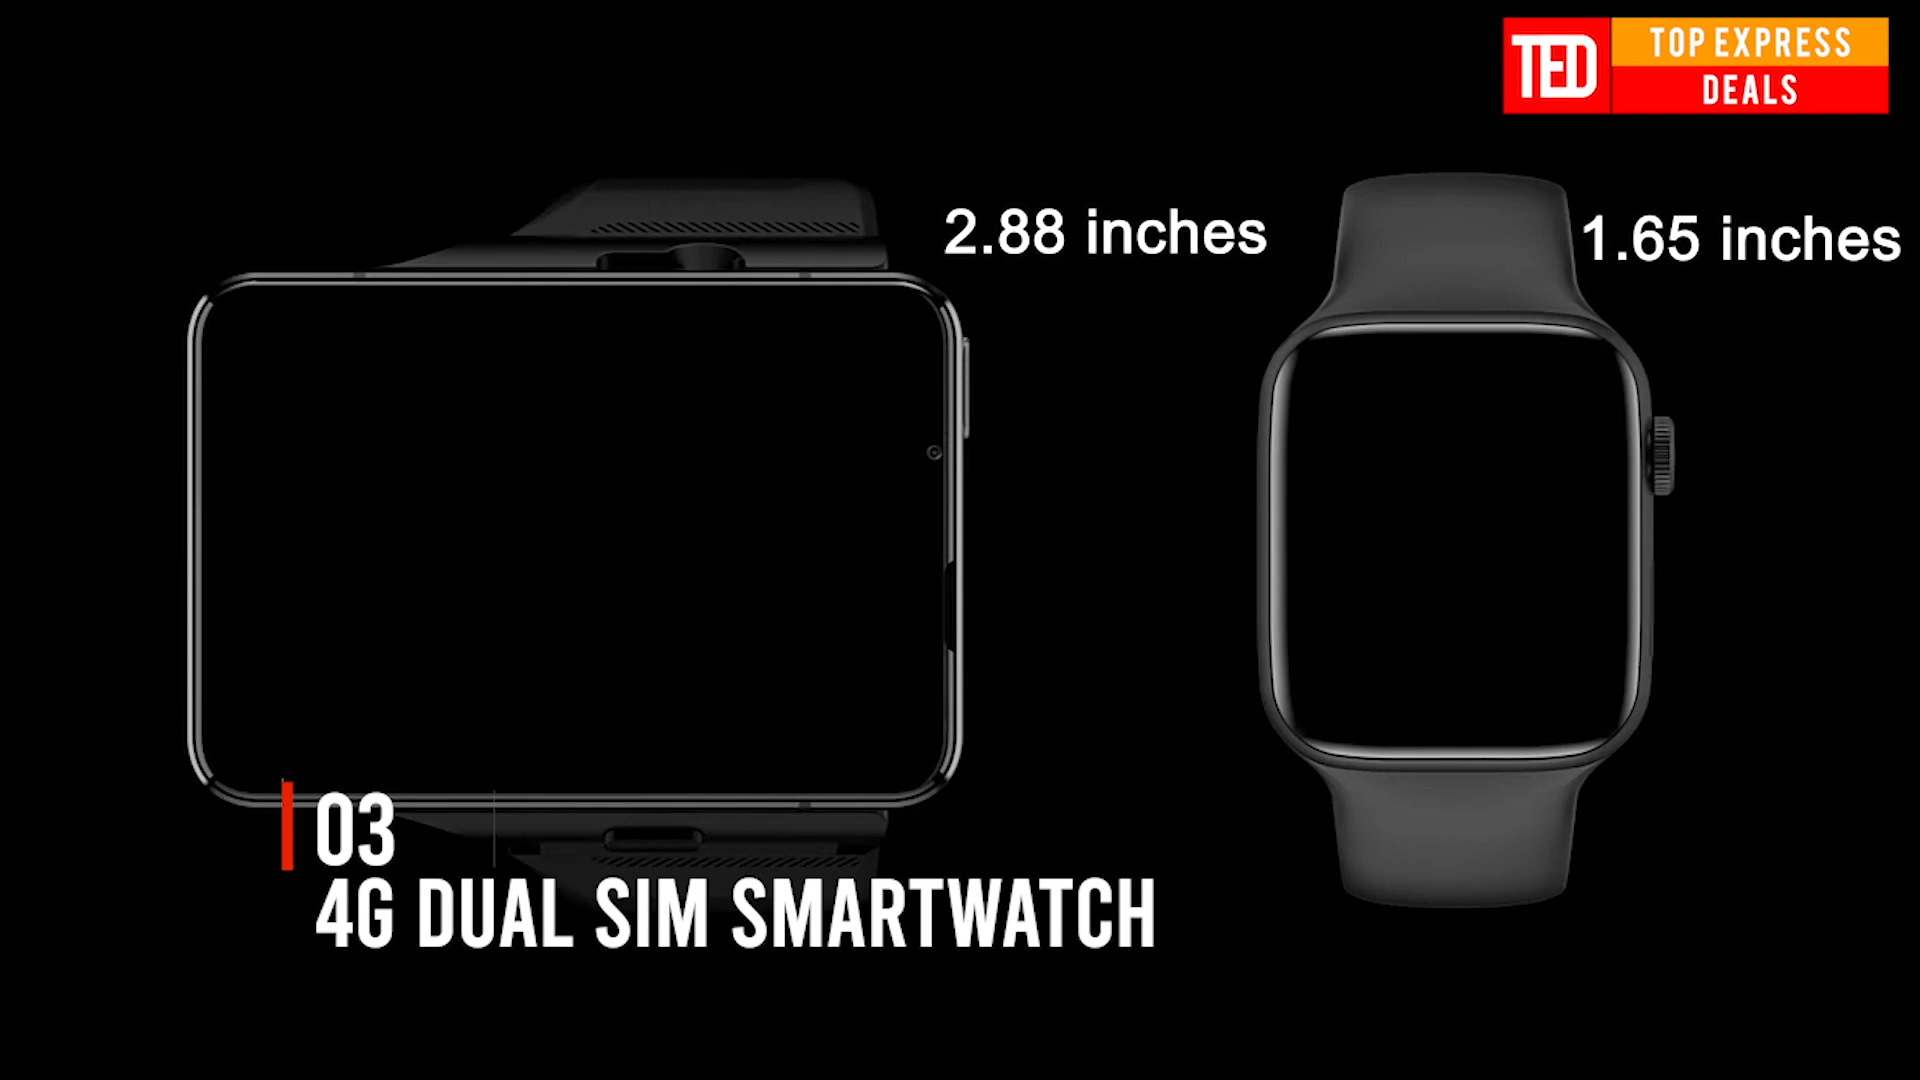 TED
TOP EXPRESS
DEALS
2.88 inches
1.65 inches
03
4G DUAL SIM SMARTWATCH